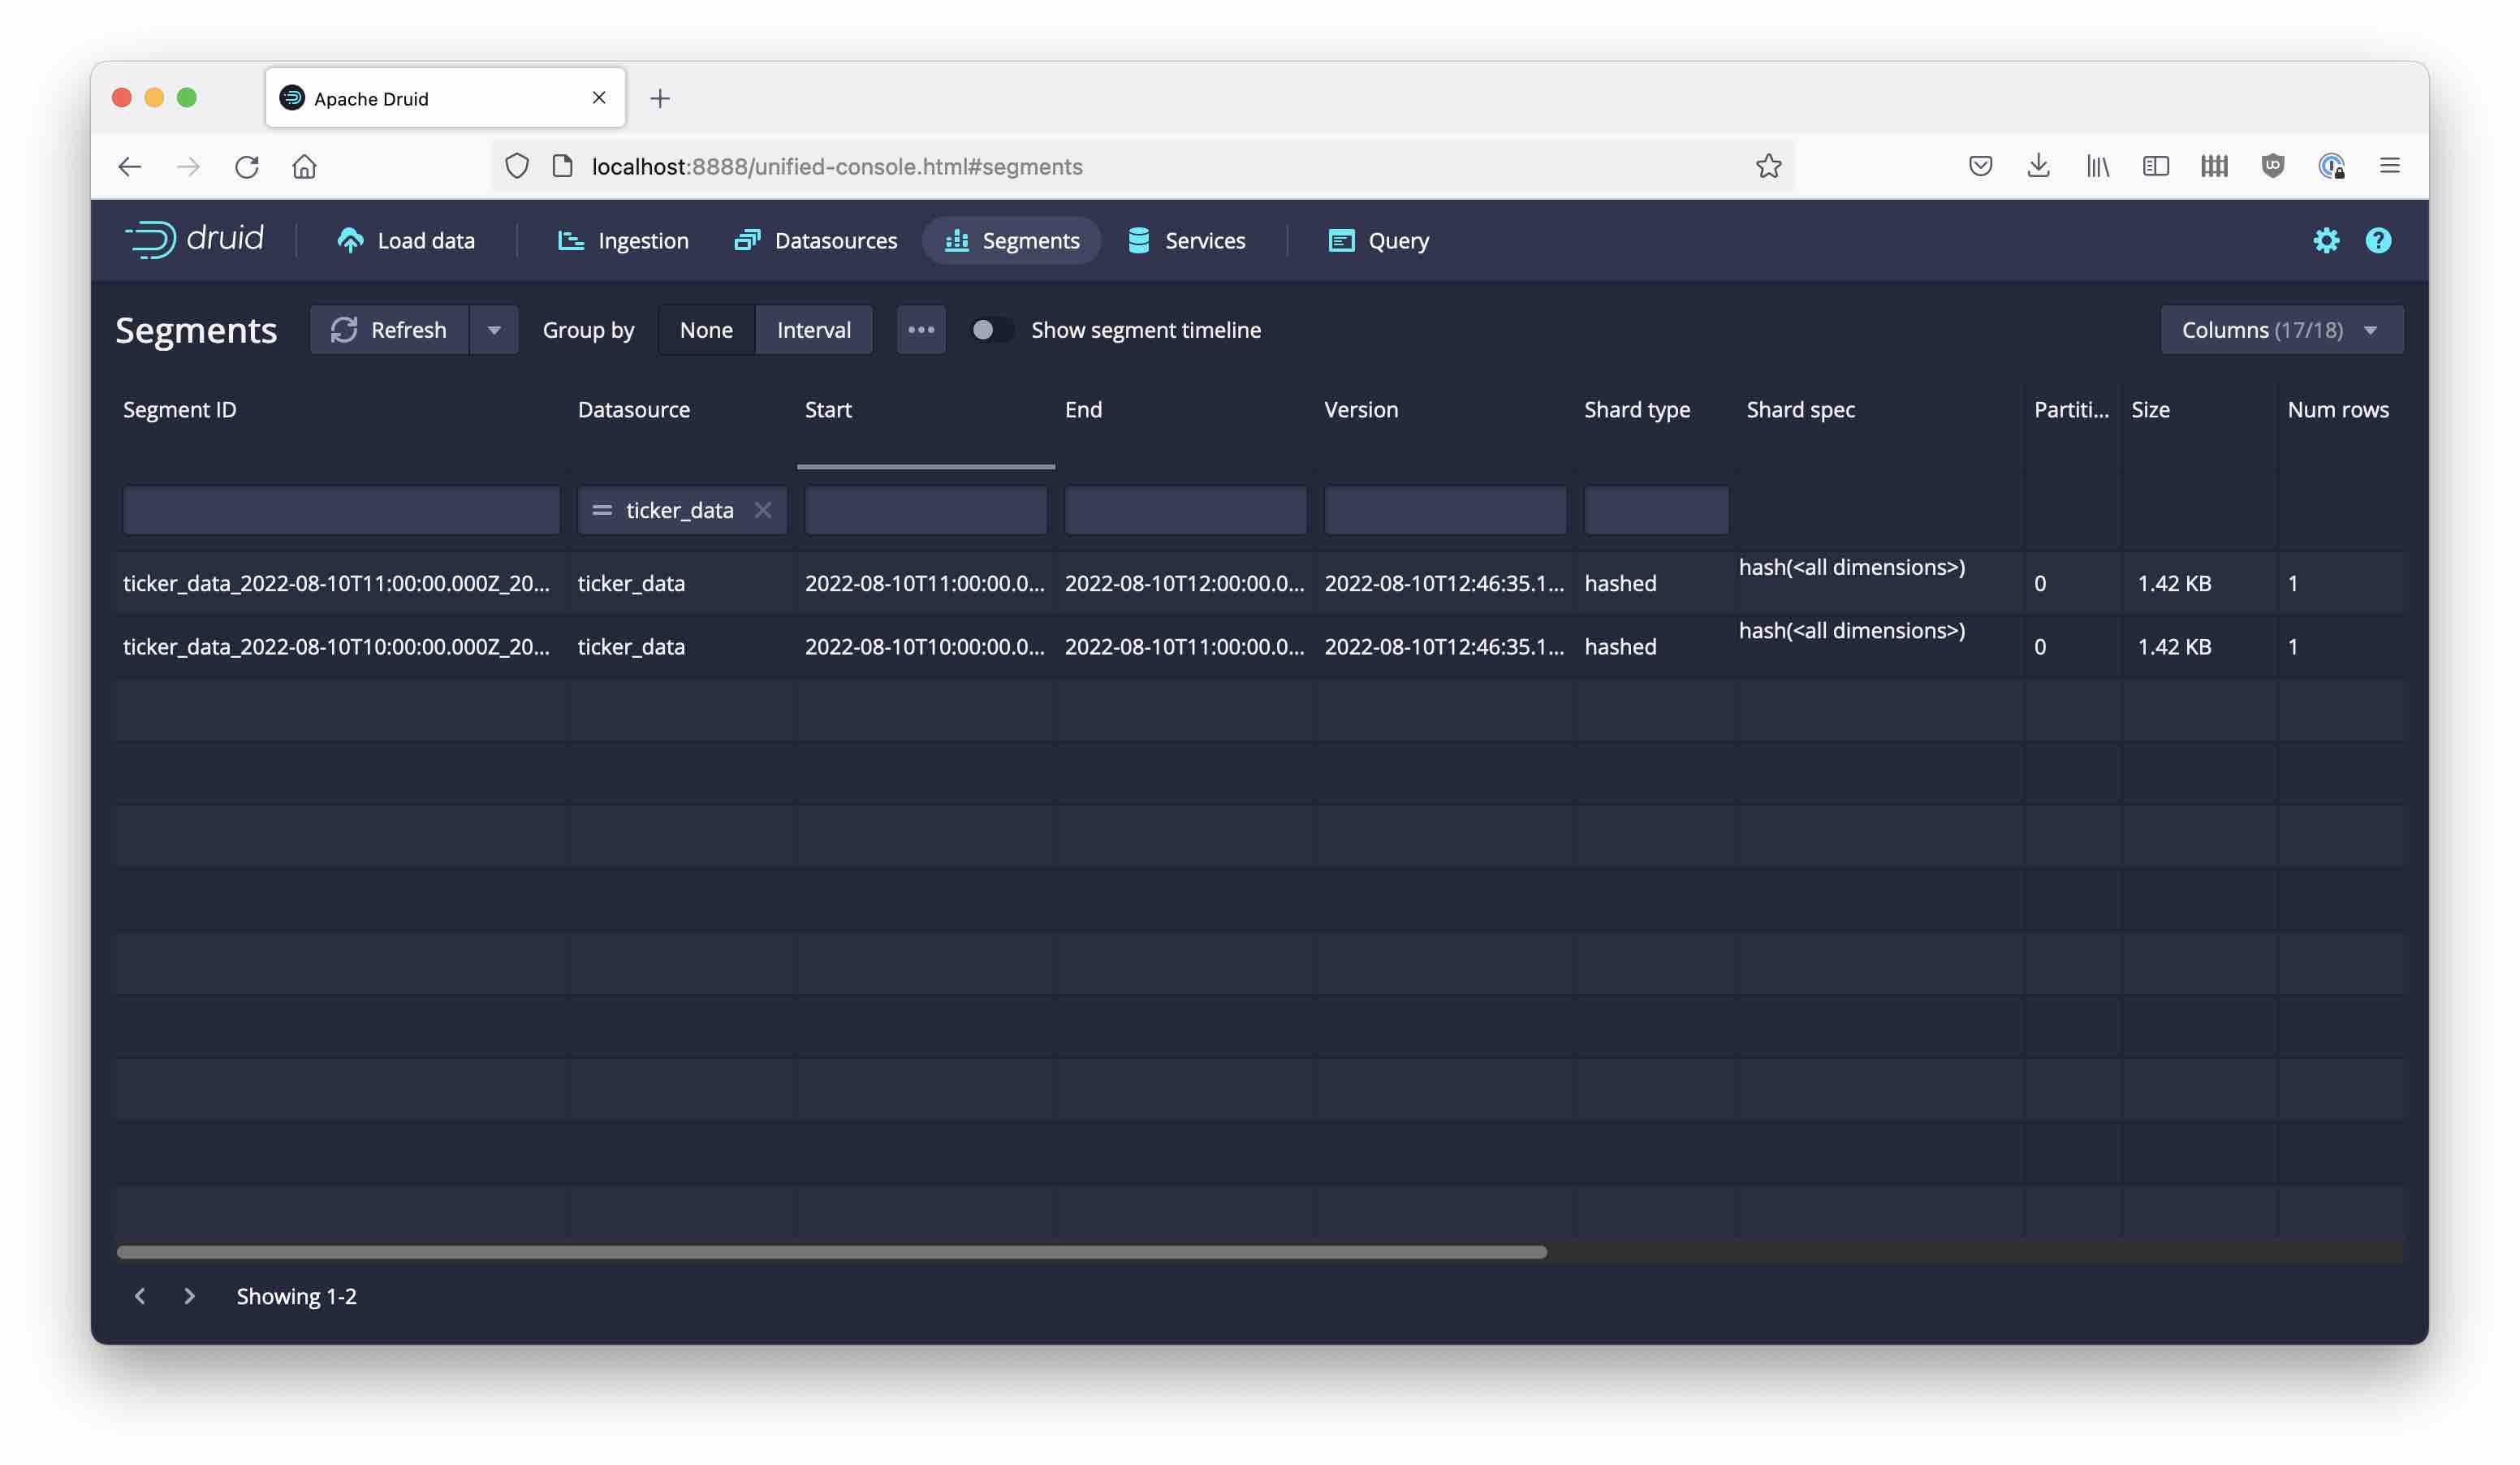 Apache Druid
localhost:8888/unified-console.html#segments
druid Load data Ingestion Datasources Segments Services Query
Segments Refresh Group by None Interval Show segment timeline Columns (17/18)
Segment ID Datasource Start End Version Shard type Shard spec Partiti... Size Num rows
= ticker_data
ticker_data_2022-08-10T11:00:00.000Z_20... ticker_data 2022-08-10T11:00:00.0... 2022-08-10T12:00:00.0... 2022-08-10T12:46:35.1... hashed hash(<all dimensions>) 0 1.42 KB 1
ticker_data_2022-08-10T10:00:00.000Z_20... ticker_data 2022-08-10T10:00:00.0... 2022-08-10T11:00:00.0... 2022-08-10T12:46:35.1... hashed hash(<all dimensions>) 0 1.42 KB 1
Showing 1-2